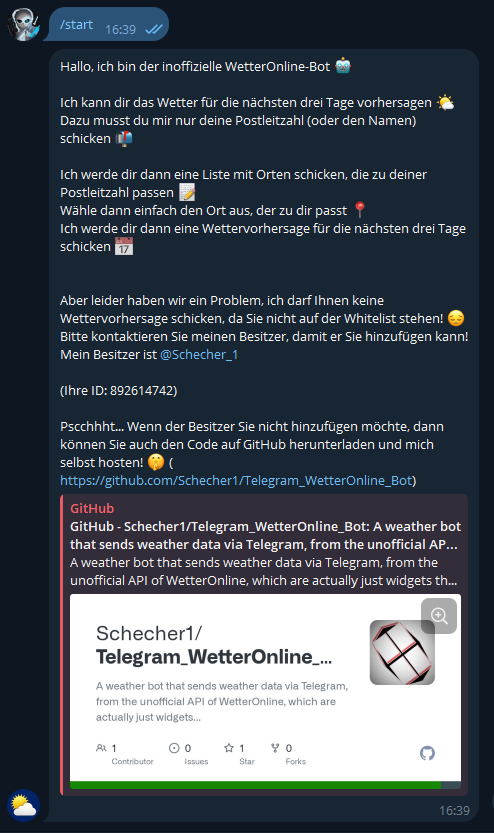 /start 16:39
Hallo, ich bin der inoffizielle WetterOnline-Bot 🤖
Ich kann dir das Wetter für die nächsten drei Tage vorhersagen 🌤
Dazu musst du mir nur deine Postleitzahl (oder den Namen)
schicken 📬
Ich werde dir dann eine Liste mit Orten schicken, die zu deiner
Postleitzahl passen 📝
Wähle dann einfach den Ort aus, der zu dir passt 📍
Ich werde dir dann eine Wettervorhersage für die nächsten drei Tage
schicken 📅
Aber leider haben wir ein Problem, ich darf Ihnen keine
Wettervorhersage schicken, da Sie nicht auf der Whitelist stehen! 😔
Bitte kontaktieren Sie meinen Besitzer, damit er Sie hinzufügen kann!
Mein Besitzer ist @Schecher_1
(Ihre ID: 892614742)
Pscchhht... Wenn der Besitzer Sie nicht hinzufügen möchte, dann
können Sie auch den Code auf GitHub herunterladen und mich
selbst hosten! 🤫 (
https://github.com/Schecher1/Telegram_WetterOnline_Bot)
GitHub
GitHub - Schecher1/Telegram_WetterOnline_Bot: A weather bot
that sends weather data via Telegram, from the unofficial AP...
A weather bot that sends weather data via Telegram, from the
unofficial API of WetterOnline, which are actually just widgets th...
Schecher1/
Telegram_WetterOnline_...
A weather bot that sends weather data via Telegram,
from the unofficial API of WetterOnline, which are
actually just widgets...
1 0 1 0
Contributor Issues Star Forks
16:39